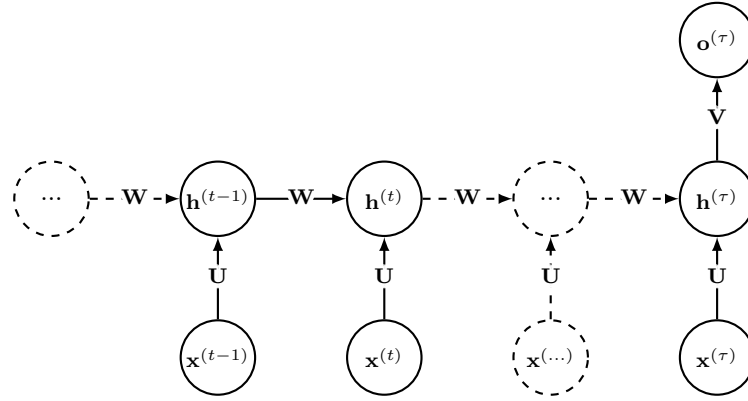 o^(τ)
V
... W h^(t−1) W h^(t) W ... W h^(τ)
U U U U
x^(t−1) x^(t) x^(...) x^(τ)